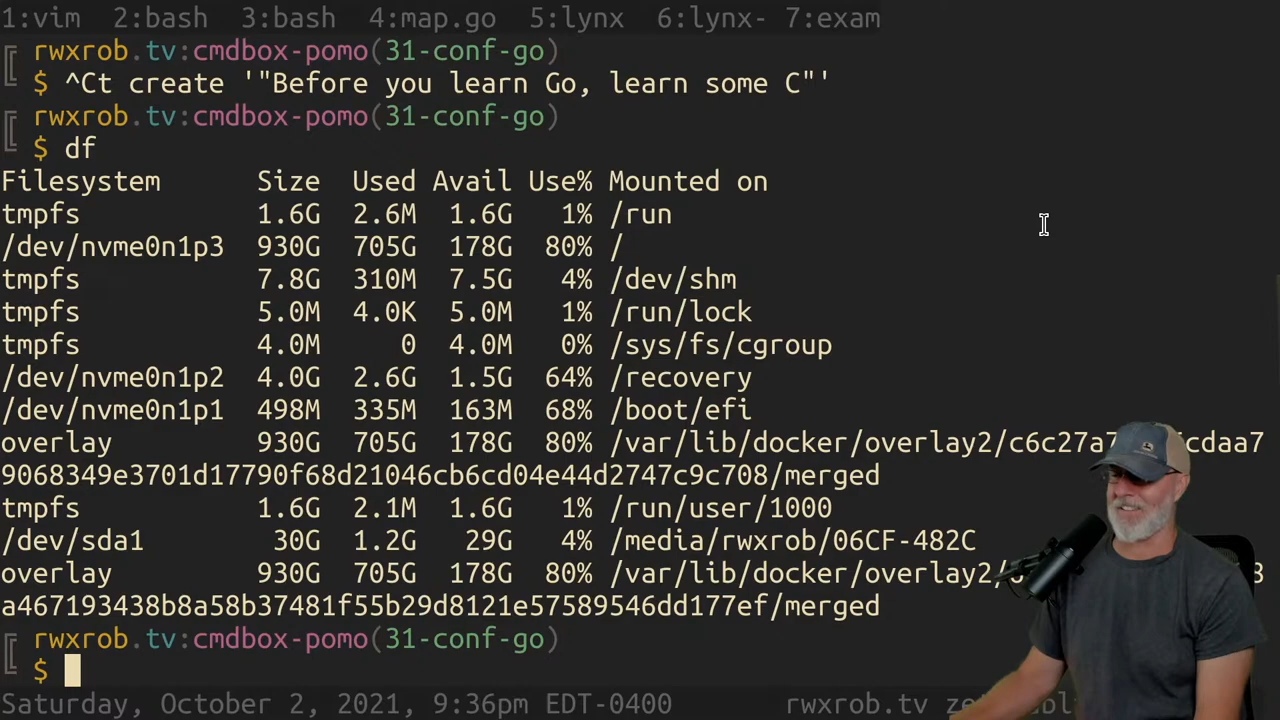 1:vim 2:bash 3:bash 4:map.go 5:lynx 6:lynx- 7:exam
rwxrob.tv:cmdbox-pomo(31-conf-go)
$ ^Ct create '"Before you learn Go, learn some C"'
rwxrob.tv:cmdbox-pomo(31-conf-go)
$ df
Filesystem Size Used Avail Use% Mounted on
tmpfs 1.6G 2.6M 1.6G 1% /run
/dev/nvme0n1p3 930G 705G 178G 80% /
tmpfs 7.8G 310M 7.5G 4% /dev/shm
tmpfs 5.0M 4.0K 5.0M 1% /run/lock
tmpfs 4.0M 0 4.0M 0% /sys/fs/cgroup
/dev/nvme0n1p2 4.0G 2.6G 1.5G 64% /recovery
/dev/nvme0n1p1 498M 335M 163M 68% /boot/efi
overlay 930G 705G 178G 80% /var/lib/docker/overlay2/c6c27a7 cdaa7
9068349e3701d17790f68d21046cb6cd04e44d2747c9c708/merged
tmpfs 1.6G 2.1M 1.6G 1% /run/user/1000
/dev/sda1 30G 1.2G 29G 4% /media/rwxrob/06CF-482C
overlay 930G 705G 178G 80% /var/lib/docker/overlay2/
a467193438b8a58b37481f55b29d8121e57589546dd177ef/merged
rwxrob.tv:cmdbox-pomo(31-conf-go)
$
Saturday, October 2, 2021, 9:36pm EDT-0400 rwxrob.tv